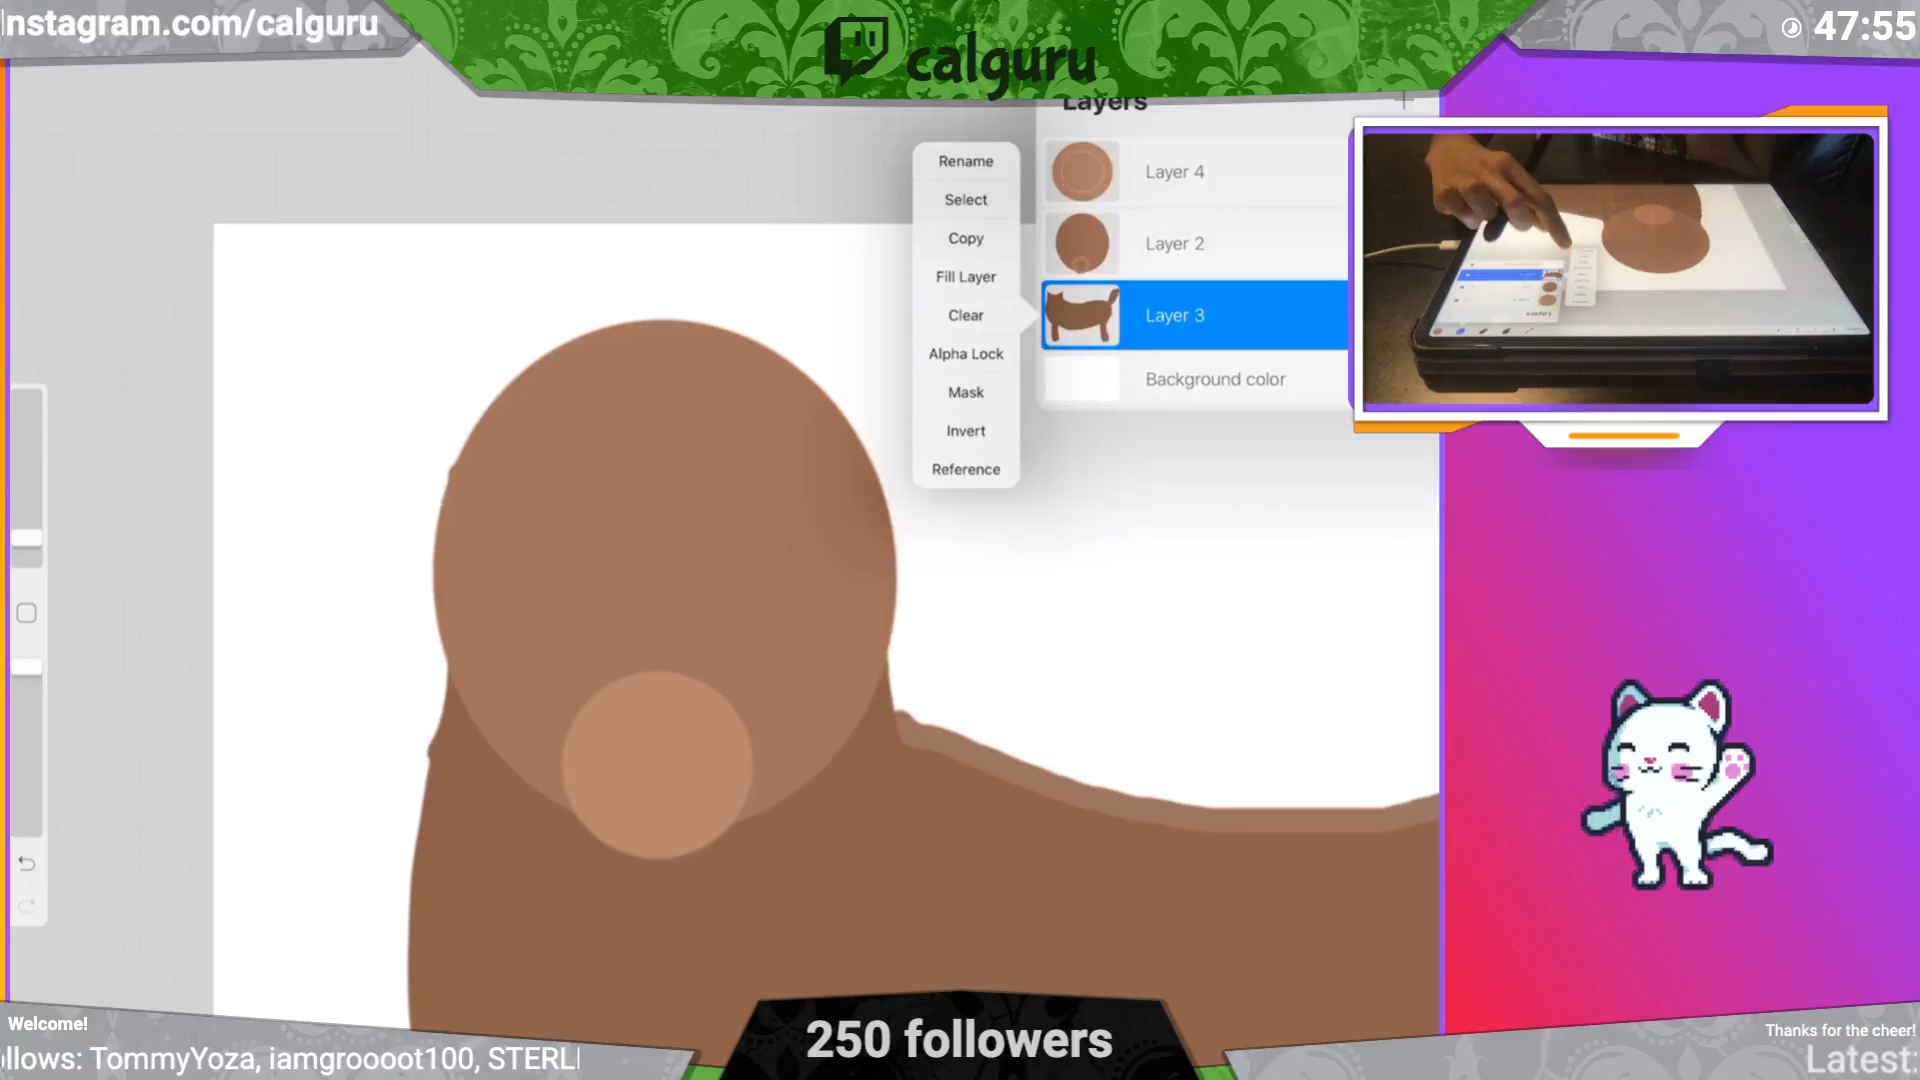 Instagram.com/calguru
calguru
47:55
Layers
Rename
Select
Copy
Fill Layer
Clear
Alpha Lock
Mask
Invert
Reference
Layer 4
Layer 2
Layer 3
Background color
Welcome!
llows: TommyYoza, iamgroooot100, STERLI
250 followers
Thanks for the cheer!
Latest: